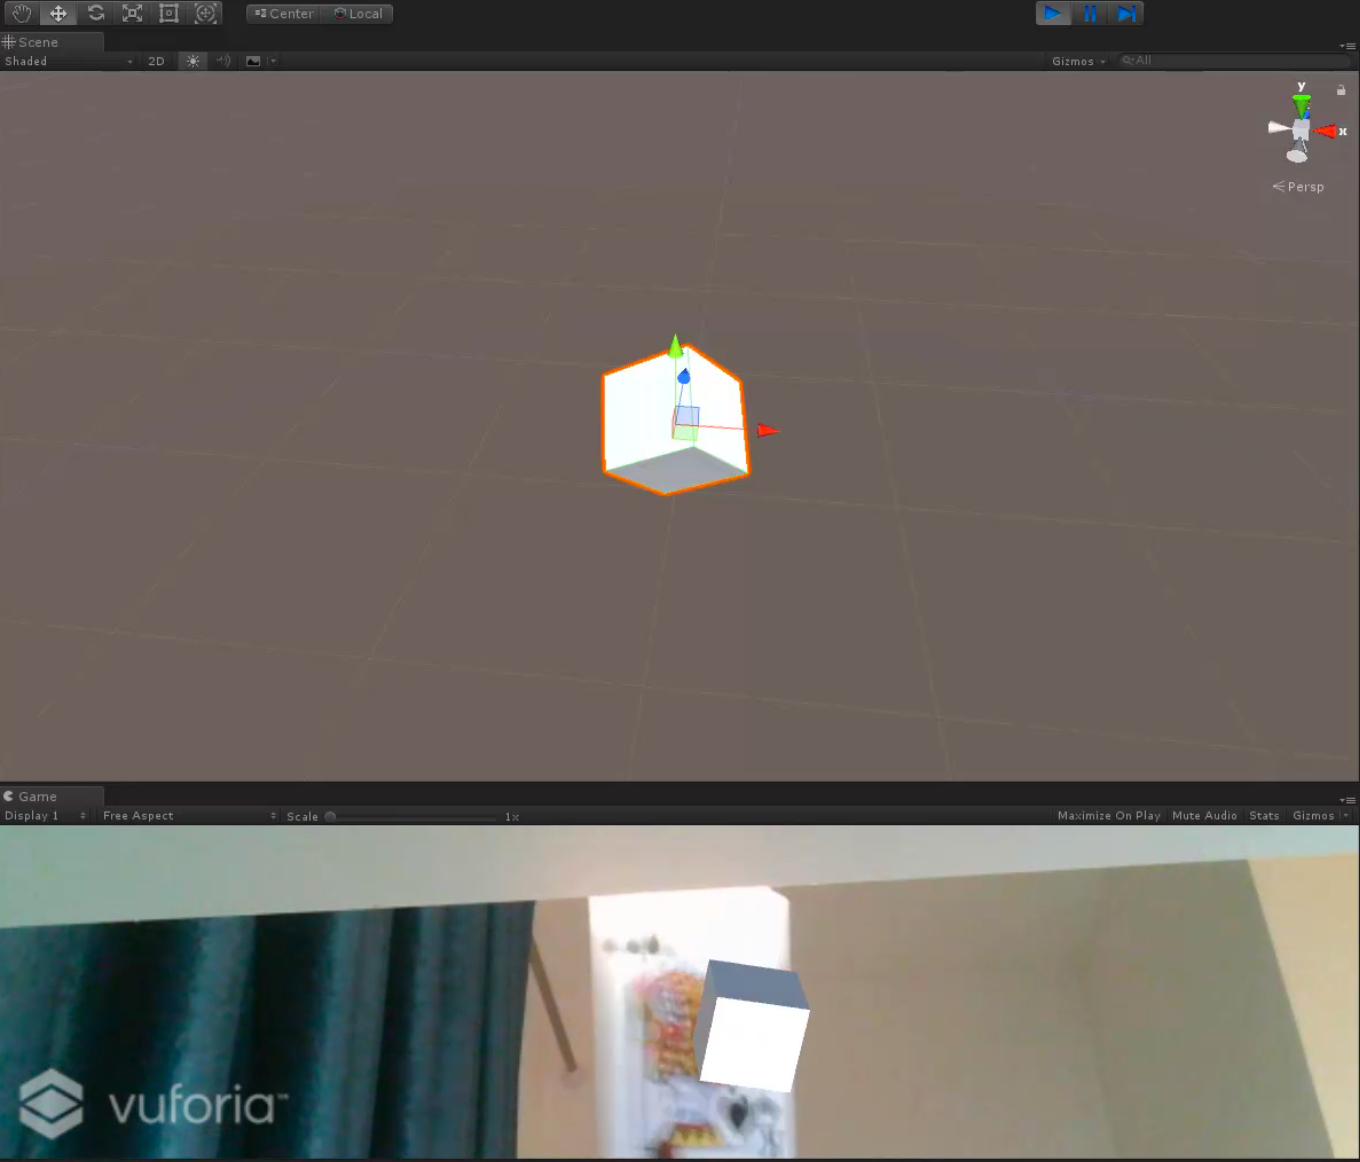 Center Local
Scene
Shaded 2D Gizmos All
y
x
Persp
Game
Display 1 Free Aspect Scale 1x Maximize On Play Mute Audio Stats Gizmos
vuforia™